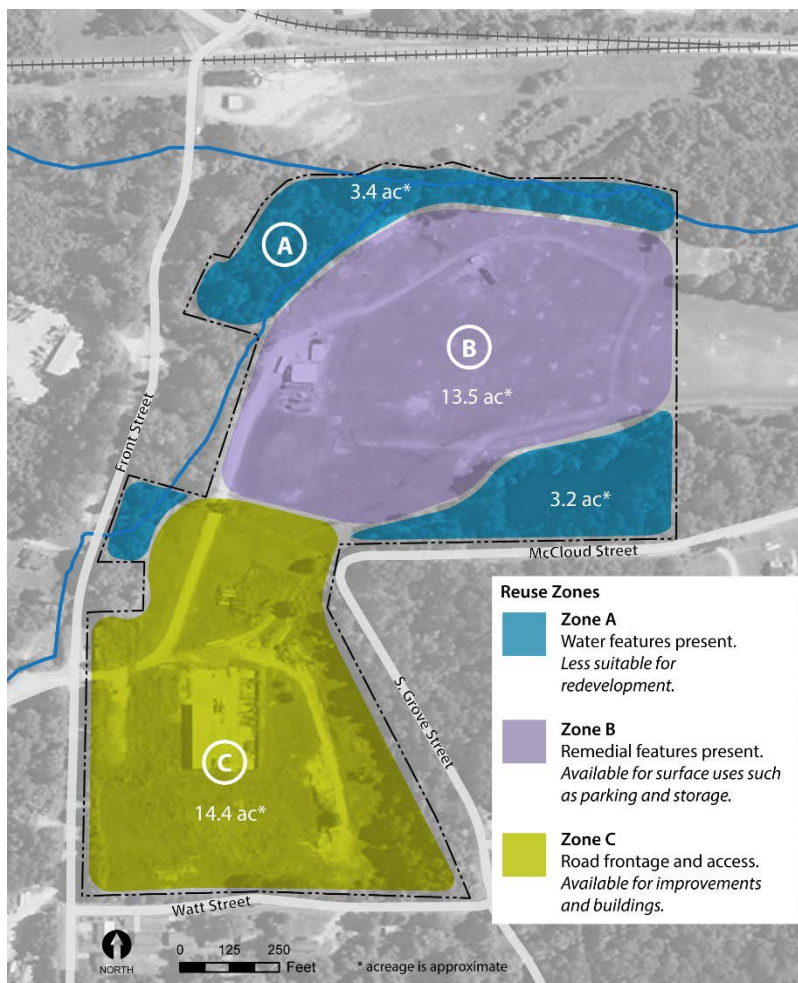 3.4 ac*
A
B
13.5 ac*
Front Street
3.2 ac*
McCloud Street
S. Grove Street
C
14.4 ac*
Watt Street
Reuse Zones
Zone A
Water features present.
Less suitable for
redevelopment.
Zone B
Remedial features present.
Available for surface uses such
as parking and storage.
Zone C
Road frontage and access.
Available for improvements
and buildings.
NORTH
0 125 250
Feet
* acreage is approximate